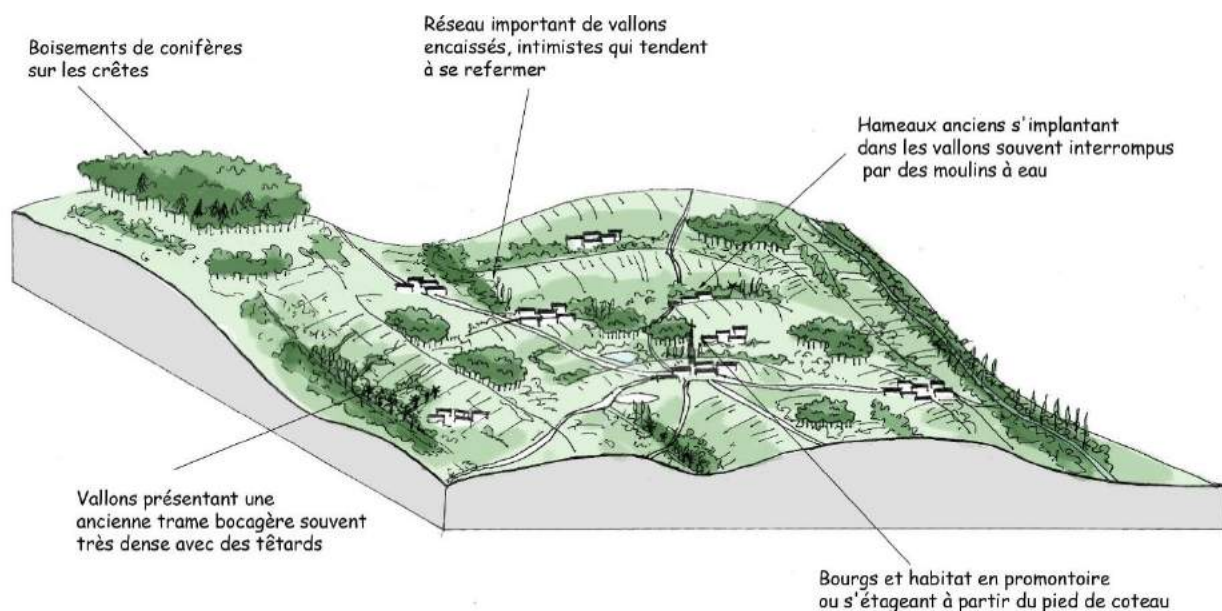 Boisements de conifères
sur les crêtes
Réseau important de vallons
encaissés, intimistes qui tendent
à se refermer
Hameaux anciens s'implantant
dans les vallons souvent interrompus
par des moulins à eau
Vallons présentant une
ancienne trame bocagère souvent
très dense avec des têtards
Bourgs et habitat en promontoire
ou s'étageant à partir du pied de coteau